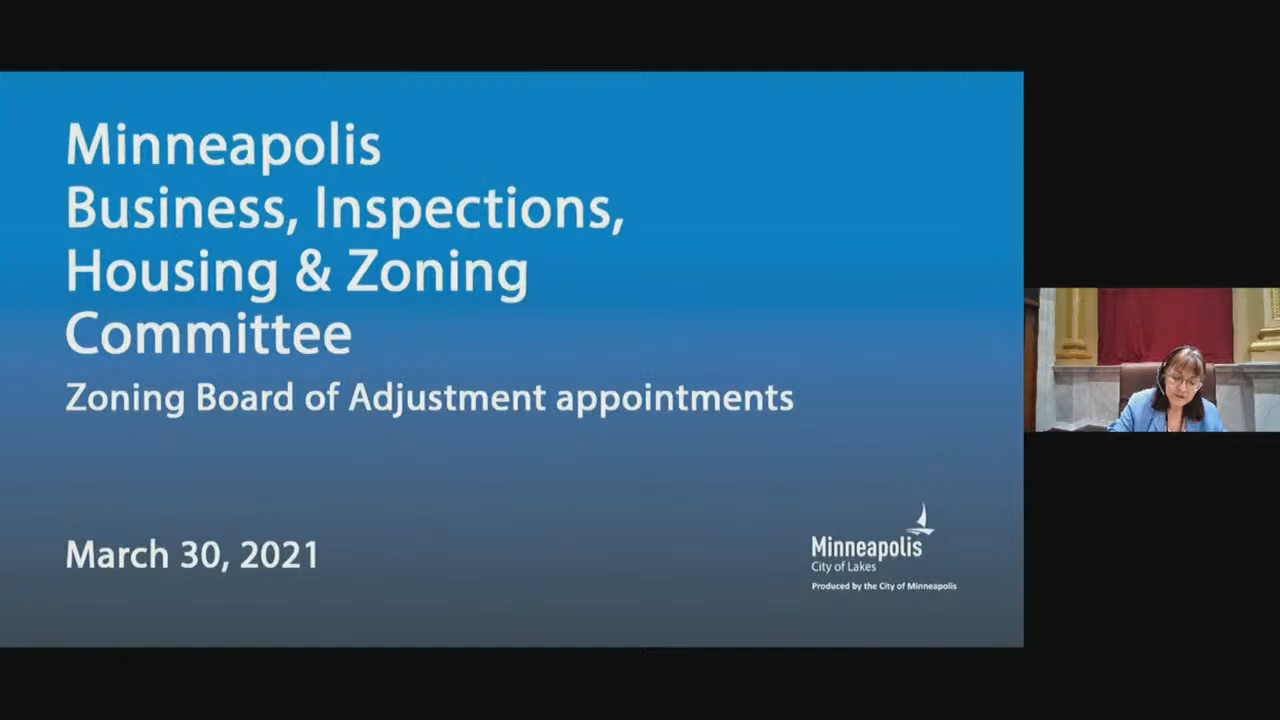 Minneapolis
Business, Inspections,
Housing & Zoning
Committee
Zoning Board of Adjustment appointments
March 30, 2021
Minneapolis
City of Lakes
Produced by the City of Minneapolis